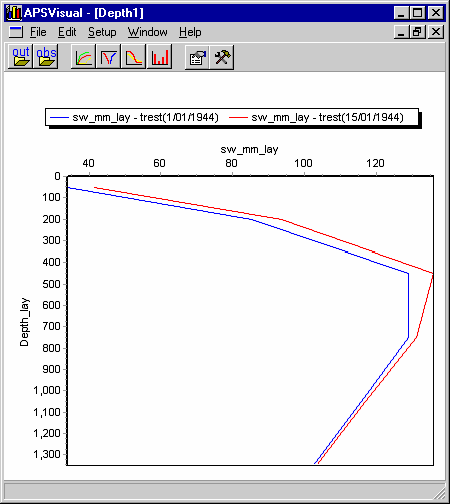 APSVisual - [Depth1]
File Edit Setup Window Help
out obs
sw_mm_lay - trest(1/01/1944) sw_mm_lay - trest(15/01/1944)
sw_mm_lay
40 60 80 100 120
0
100
200
300
400
500
600
700
800
900
1,000
1,100
1,200
1,300
Depth_lay